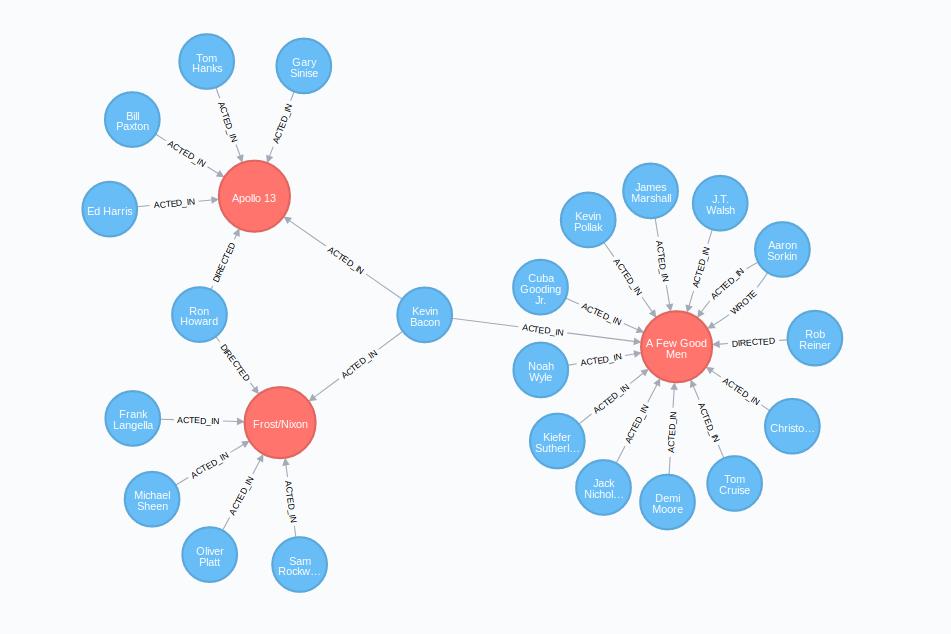 Tom
Hanks
Gary
Sinise
Bill
Paxton
ACTED_IN
ACTED_IN
ACTED_IN
Ed Harris
ACTED_IN
Apollo 13
DIRECTED
ACTED_IN
Ron
Howard
Kevin
Bacon
DIRECTED
ACTED_IN
ACTED_IN
Frank
Langella
ACTED_IN
Frost/Nixon
Michael
Sheen
ACTED_IN
ACTED_IN
ACTED_IN
Oliver
Platt
Sam
Rockw…
James
Marshall
J.T.
Walsh
Kevin
Pollak
Aaron
Sorkin
ACTED_IN
ACTED_IN
ACTED_IN
ACTED_IN
WROTE
Cuba
Gooding
Jr.
ACTED_IN
A Few Good
Men
DIRECTED
Rob
Reiner
Noah
Wyle
ACTED_IN
ACTED_IN
Christo…
Kiefer
Sutherl…
ACTED_IN
ACTED_IN
ACTED_IN
ACTED_IN
Jack
Nichol…
Demi
Moore
Tom
Cruise